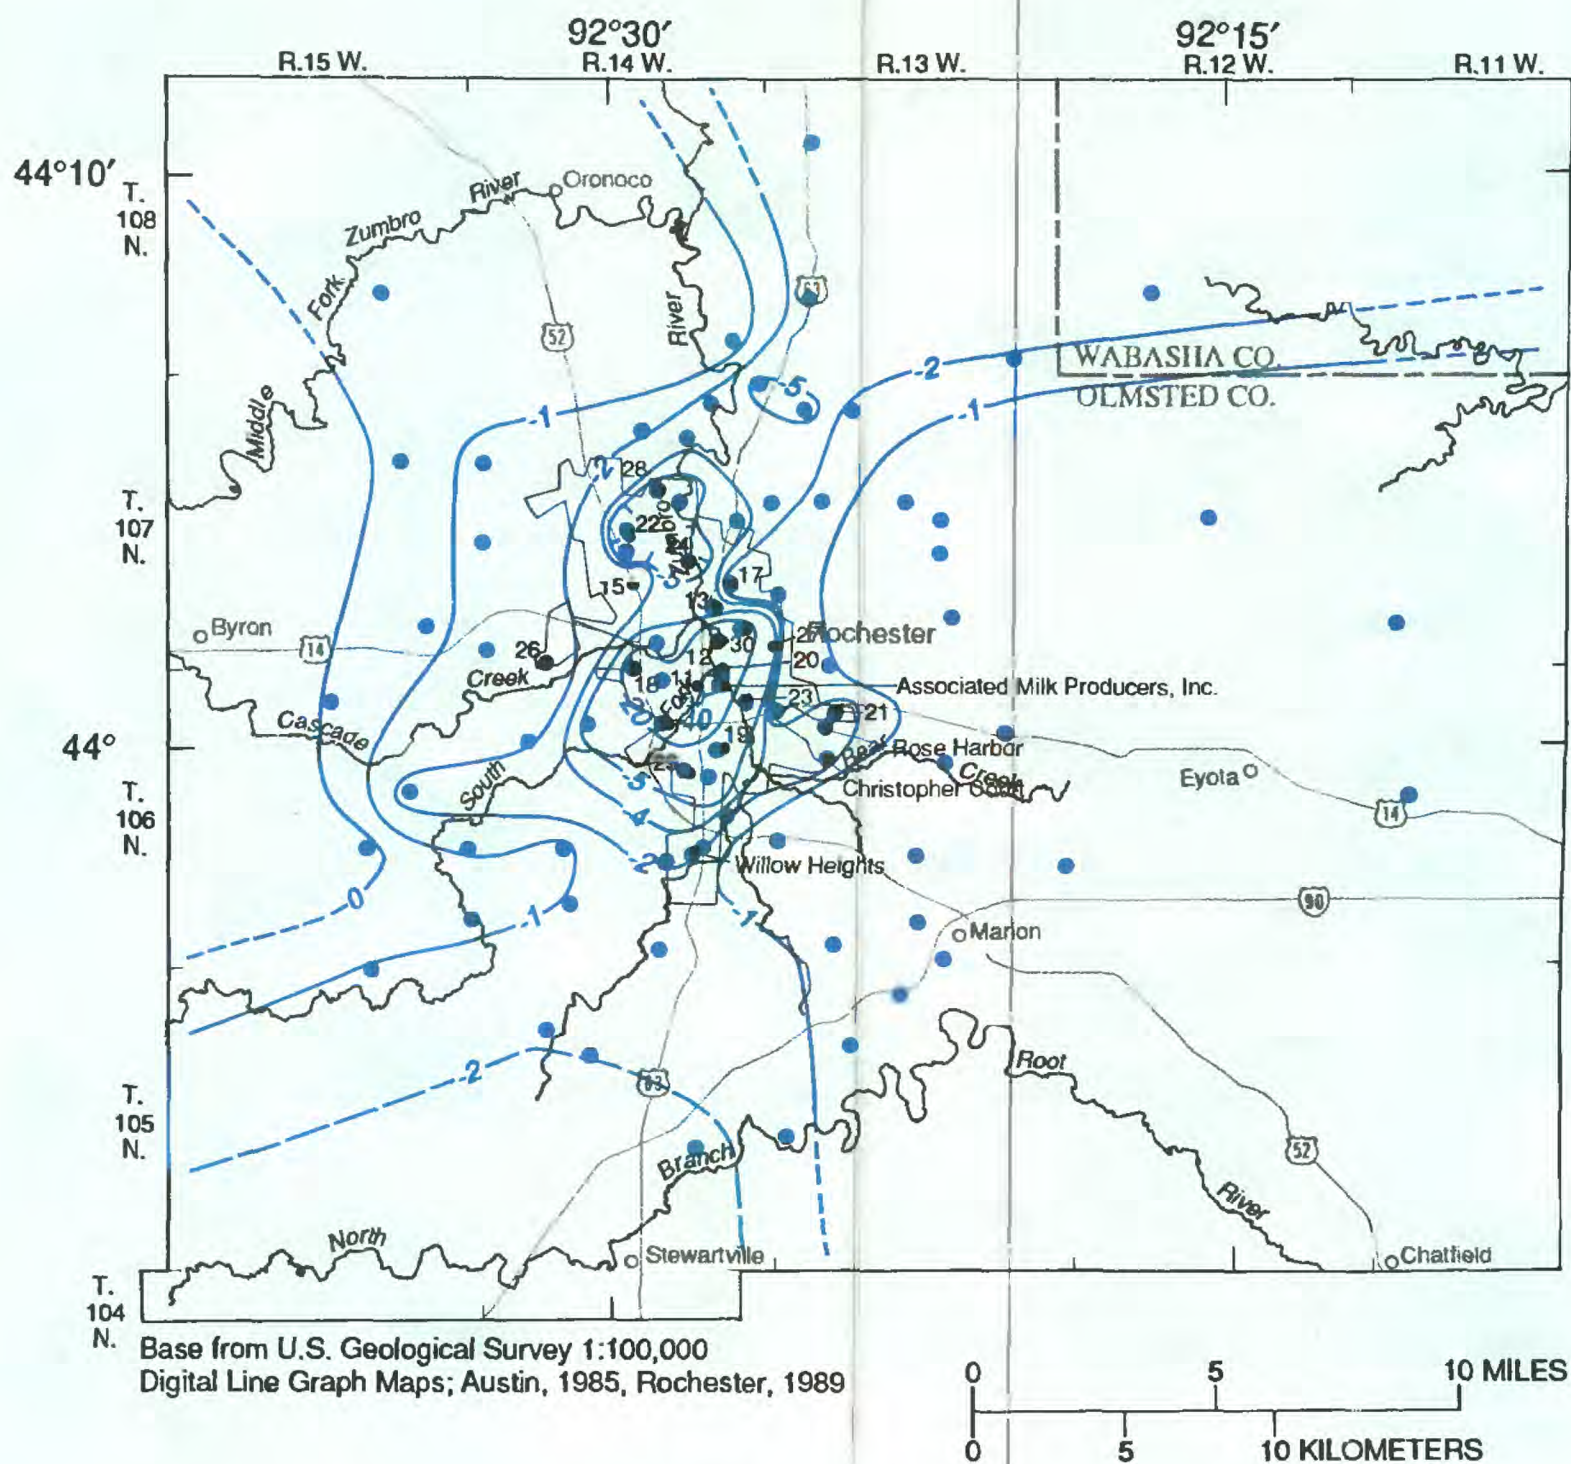 92°30′
92°15′
R.15 W.
R.14 W.
R.13 W.
R.12 W.
R.11 W.
44°10′
T.
108
N.
River
Oronoco
Zumbro
Fork
52
River
Middle
-5
-2
WABASHA CO.
OLMSTED CO.
-1
-1
-2
28
T.
107
N.
22
15
17
13
Byron
14
26
Creek
12
30
Rochester
20
18
11
Associated Milk Producers, Inc.
23
21
Cascade
44°
19
Rose Harbor
Creek
Eyota
South
-4
14
T.
106
N.
-2
Willow Heights
0
-1
-1
90
Marion
2
63
Root
T.
105
N.
52
Branch
River
North
Stewartville
Chatfield
T.
104
N.
Base from U.S. Geological Survey 1:100,000
Digital Line Graph Maps; Austin, 1985, Rochester, 1989
0 5 10 MILES
0 5 10 KILOMETERS